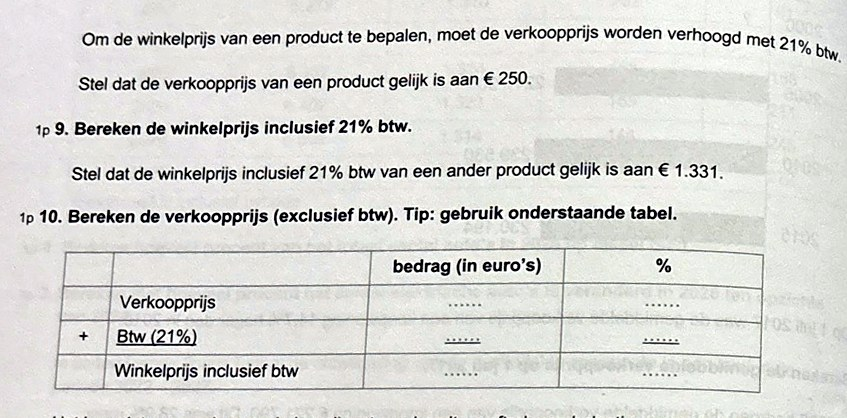 Om de winkelprijs van een product te bepalen, moet de verkoopprijs worden verhoogd met 21% btw.
Stel dat de verkoopprijs van een product gelijk is aan € 250.
1p 9. Bereken de winkelprijs inclusief 21% btw.
Stel dat de winkelprijs inclusief 21% btw van een ander product gelijk is aan € 1.331.
1p 10. Bereken de verkoopprijs (exclusief btw). Tip: gebruik onderstaande tabel.
bedrag (in euro's) %
Verkoopprijs ...... ......
+ Btw (21%) ...... ......
Winkelprijs inclusief btw ...... ......